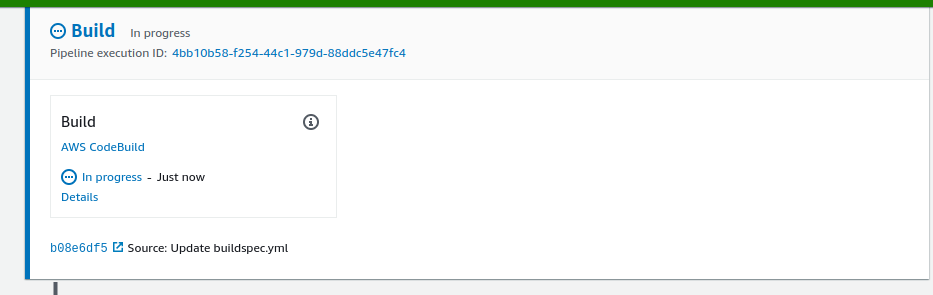 Build In progress
Pipeline execution ID: 4bb10b58-f254-44c1-979d-88ddc5e47fc4
Build
AWS CodeBuild
In progress - Just now
Details
b08e6df5 Source: Update buildspec.yml